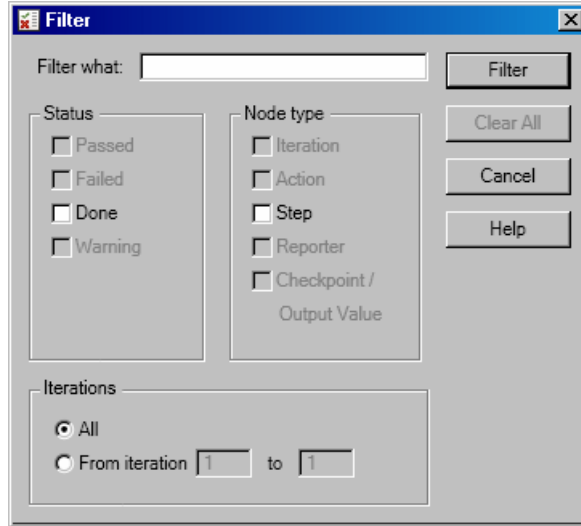 Filter
Filter what:
Filter
Status
Node type
Clear All
Passed
Iteration
Failed
Action
Cancel
Done
Step
Help
Warning
Reporter
Checkpoint /
Output Value
Iterations
All
From iteration 1 to 1